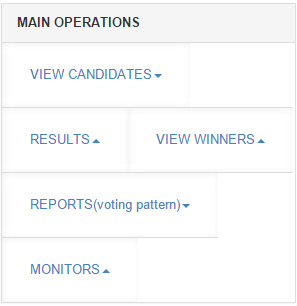 MAIN OPERATIONS
VIEW CANDIDATES
RESULTS VIEW WINNERS
REPORTS(voting pattern)
MONITORS